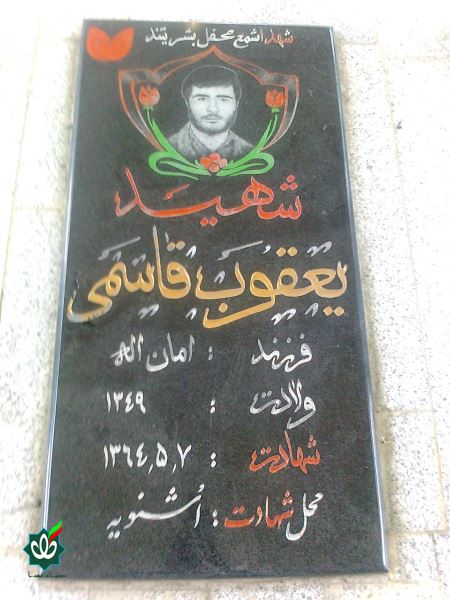 شهدا شمع محفل بشریتند
شهید
یعقوب قاسمی
فرزند : امان اله
ولادت : ۱۳۴۹
شهادت : ۱۳۶۴٫۵٫۷
محل شهادت : اشنویه